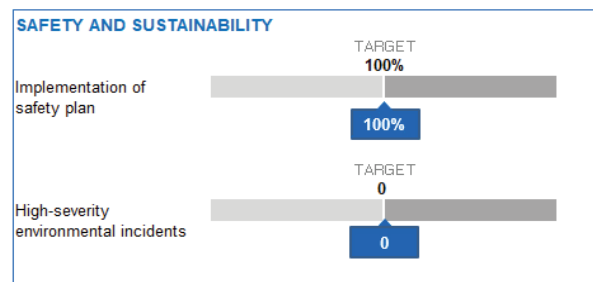 SAFETY AND SUSTAINABILITY
TARGET
100%
Implementation of
safety plan
100%
TARGET
0
High-severity
environmental incidents
0